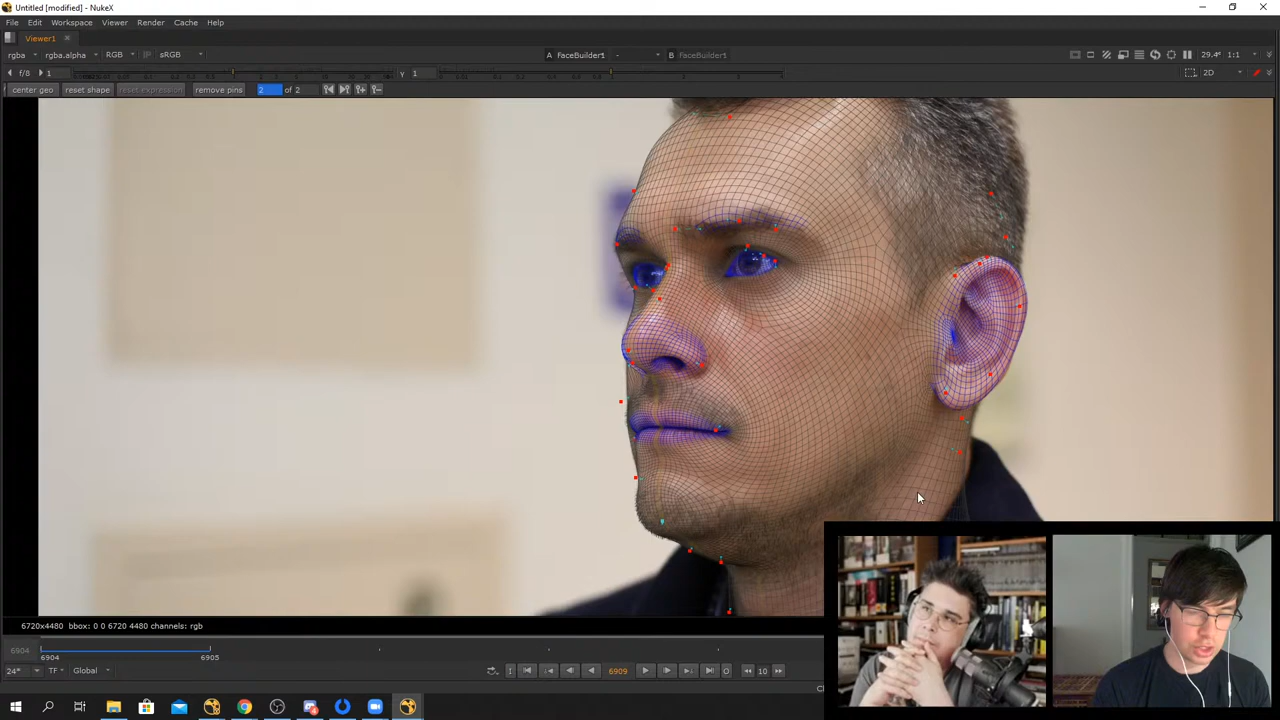 Untitled [modified] - NukeX
File Edit Workspace Viewer Render Cache Help
Viewer1
rgba rgba.alpha RGB IP sRGB A FaceBuilder1 - B FaceBuilder1 29.4 1:1
f/8 1 Y 1 2D
center geo reset shape reset expression remove pins 2 of 2
6720x4480 bbox: 0 0 6720 4480 channels: rgb
6904 6904 6905
24* TF Global I 6909 O 10